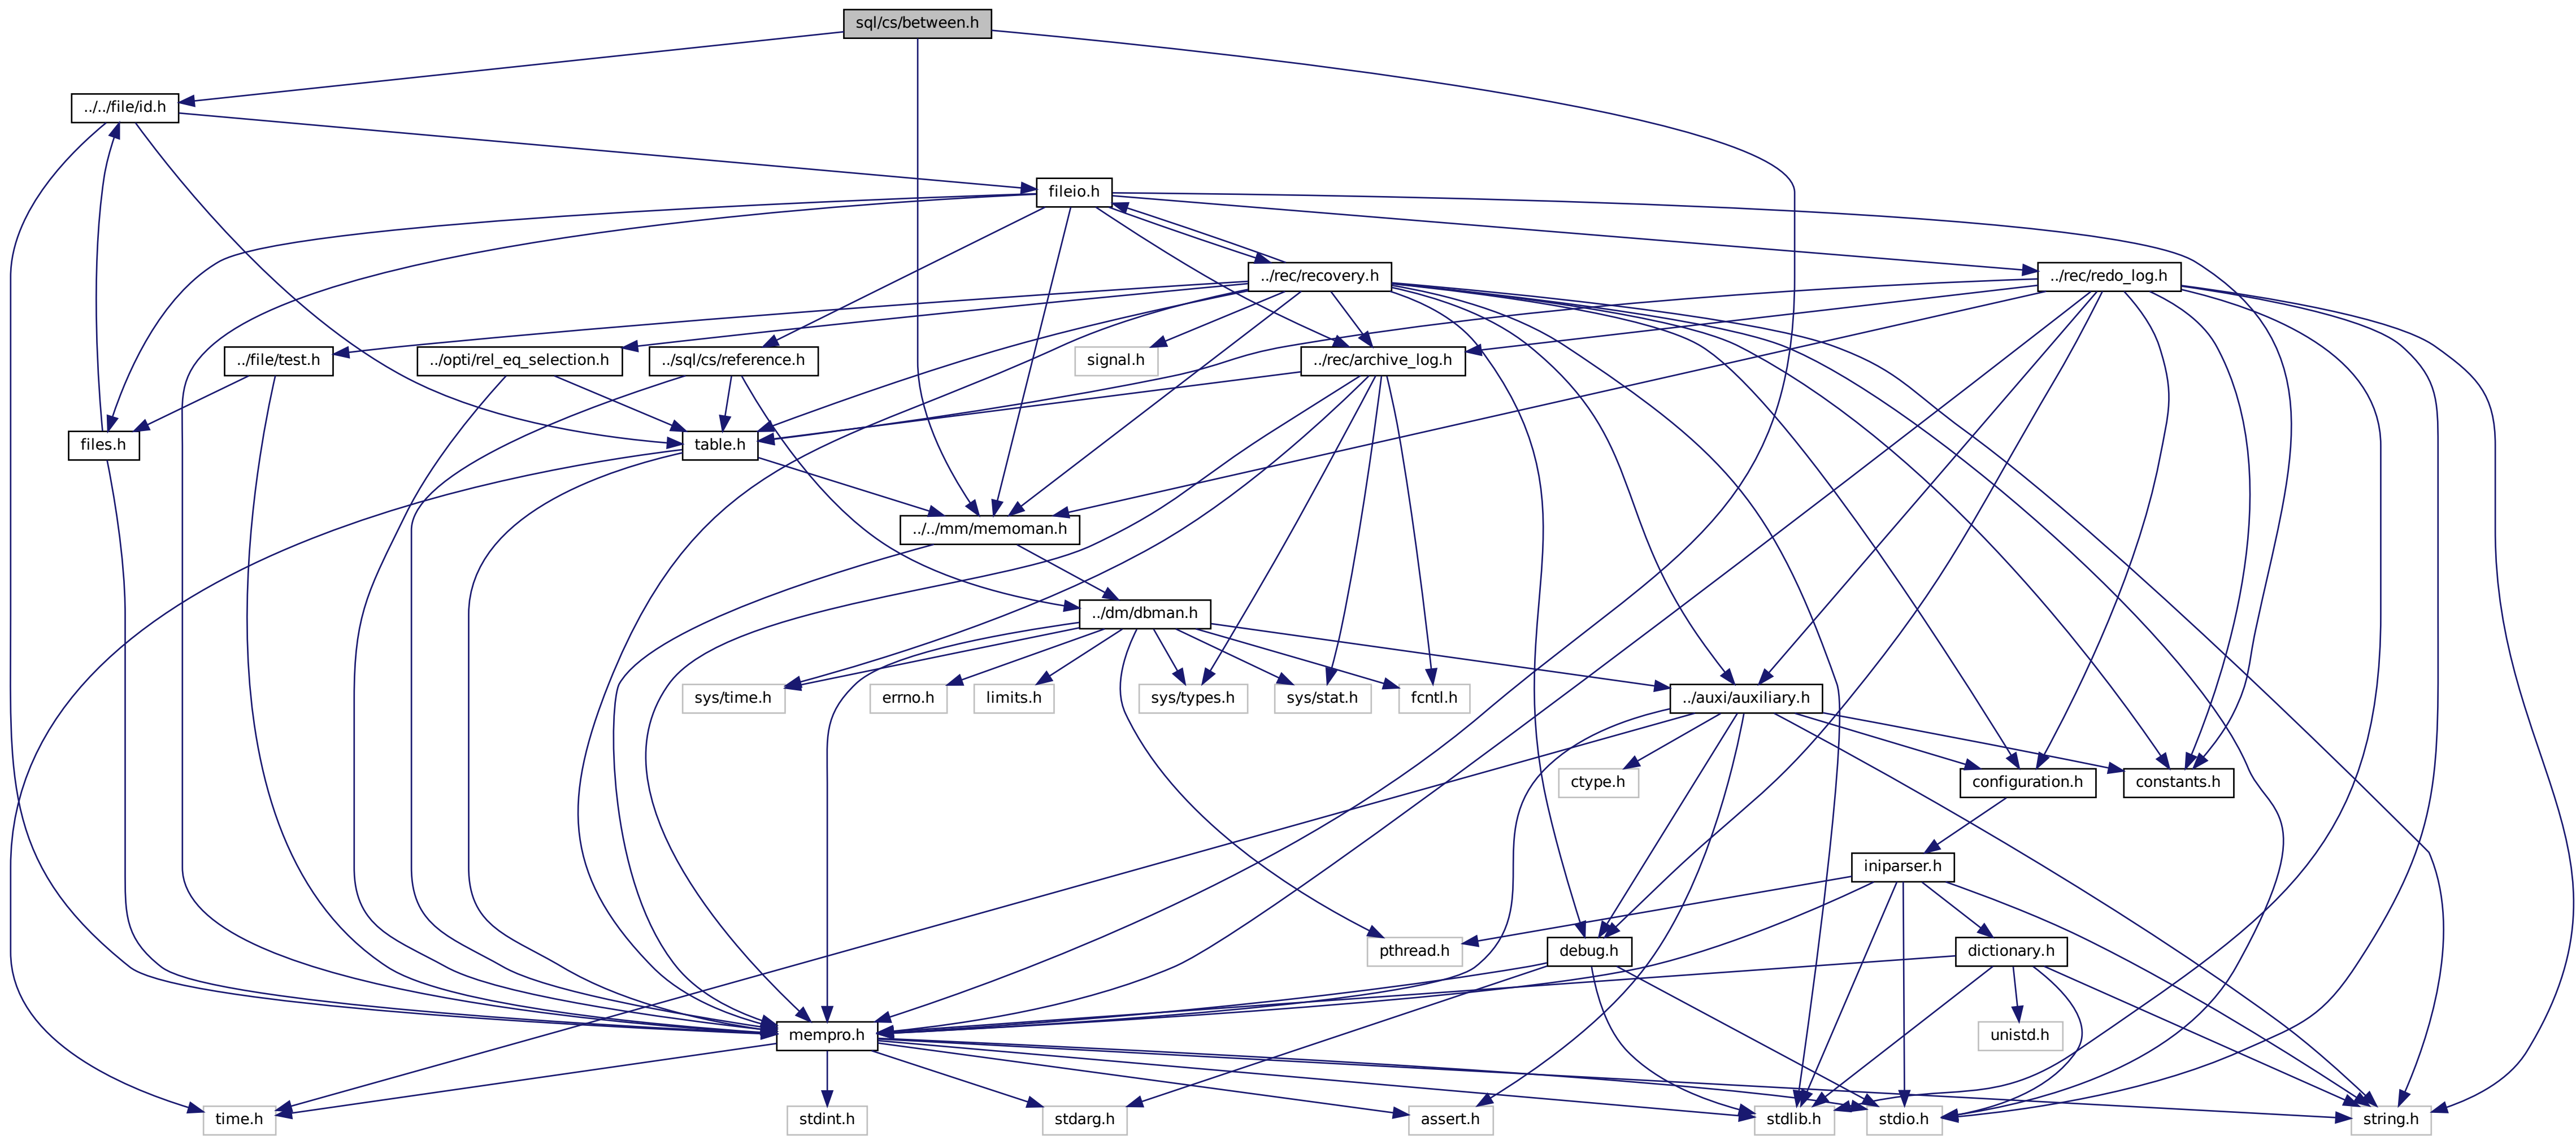 sql/cs/between.h
../../file/id.h
fileio.h
../rec/recovery.h
../rec/redo_log.h
../file/test.h
../opti/rel_eq_selection.h
../sql/cs/reference.h
signal.h
../rec/archive_log.h
files.h
table.h
../../mm/memoman.h
../dm/dbman.h
sys/time.h
errno.h
limits.h
sys/types.h
sys/stat.h
fcntl.h
../auxi/auxiliary.h
ctype.h
configuration.h
constants.h
iniparser.h
pthread.h
debug.h
dictionary.h
mempro.h
unistd.h
time.h
stdint.h
stdarg.h
assert.h
stdlib.h
stdio.h
string.h